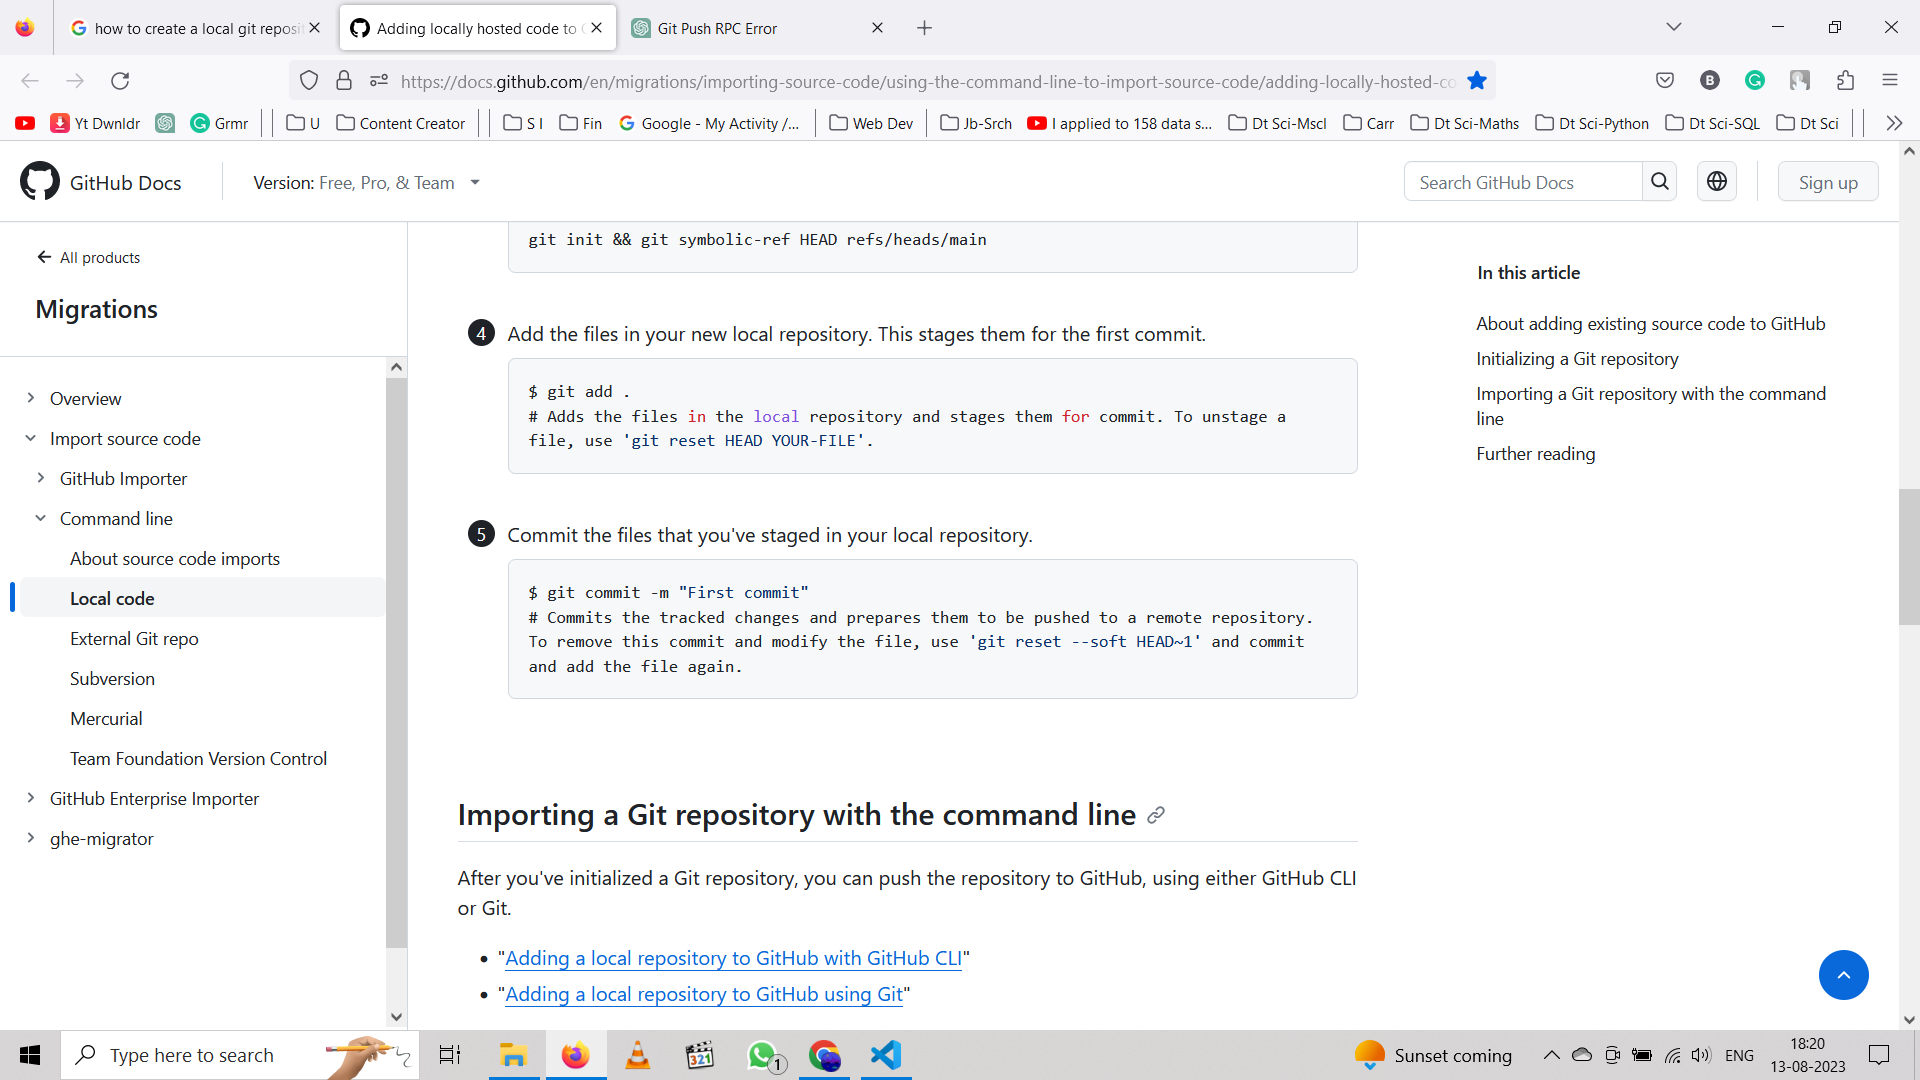 how to create a local git reposit
Adding locally hosted code to
Git Push RPC Error
https://docs.github.com/en/migrations/importing-source-code/using-the-command-line-to-import-source-code/adding-locally-hosted-co
B
G
Yt Dwnldr
Grmr
U
Content Creator
S I
Fin
Google - My Activity /...
Web Dev
Jb-Srch
I applied to 158 data s...
Dt Sci-Mscl
Carr
Dt Sci-Maths
Dt Sci-Python
Dt Sci-SQL
Dt Sci
GitHub Docs
Version: Free, Pro, & Team
Search GitHub Docs
Sign up
All products
Migrations
Overview
Import source code
GitHub Importer
Command line
About source code imports
Local code
External Git repo
Subversion
Mercurial
Team Foundation Version Control
GitHub Enterprise Importer
ghe-migrator
git init && git symbolic-ref HEAD refs/heads/main
4 Add the files in your new local repository. This stages them for the first commit.
$ git add .
# Adds the files in the local repository and stages them for commit. To unstage a
file, use 'git reset HEAD YOUR-FILE'.
5 Commit the files that you've staged in your local repository.
$ git commit -m "First commit"
# Commits the tracked changes and prepares them to be pushed to a remote repository.
To remove this commit and modify the file, use 'git reset --soft HEAD~1' and commit
and add the file again.
Importing a Git repository with the command line
After you've initialized a Git repository, you can push the repository to GitHub, using either GitHub CLI
or Git.
• "Adding a local repository to GitHub with GitHub CLI"
• "Adding a local repository to GitHub using Git"
In this article
About adding existing source code to GitHub
Initializing a Git repository
Importing a Git repository with the command
line
Further reading
Type here to search
321
1
Sunset coming
ENG
18:20
13-08-2023